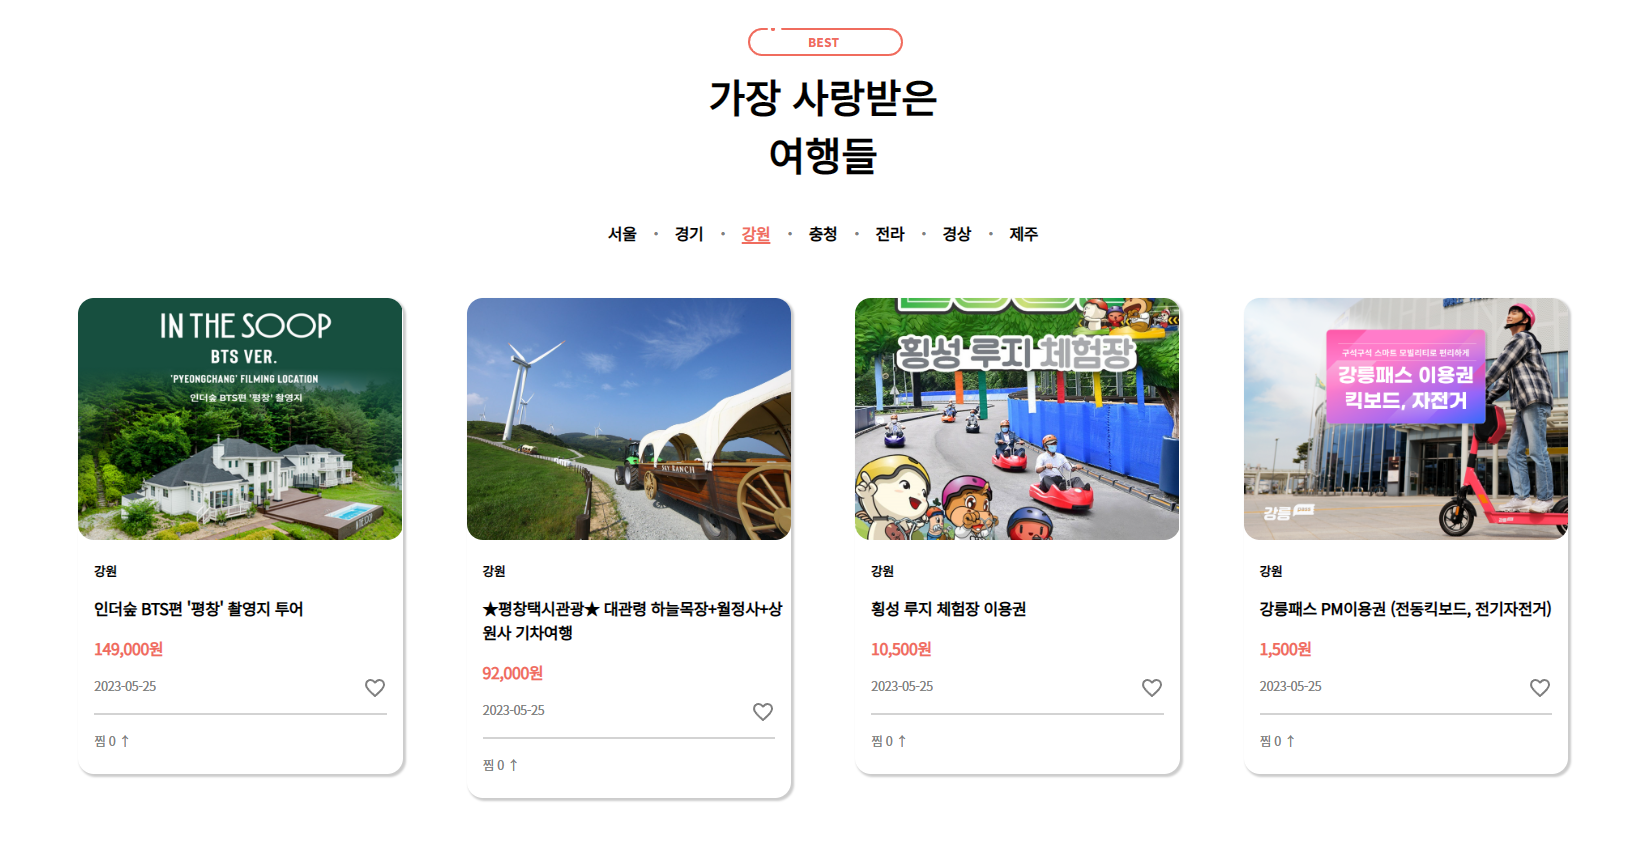 BEST
가장 사랑받은
여행들
서울 • 경기 • 강원 • 충청 • 전라 • 경상 • 제주
IN THE SOOP
BTS VER.
'PYEONGCHANG' FILMING LOCATION
인더숲 BTS편 '평창' 촬영지
IN THE SOOP
강원
인더숲 BTS편 '평창' 촬영지 투어
149,000원
2023-05-25
찜 0 ↑
SKY RANCH
강원
★평창택시관광★ 대관령 하늘목장+월정사+상
원사 기차여행
92,000원
2023-05-25
찜 0 ↑
횡성 루지 체험장
강원
횡성 루지 체험장 이용권
10,500원
2023-05-25
찜 0 ↑
구석구석 스마트 모빌리티로 편리하게
강릉패스 이용권
킥보드, 자전거
강릉 pass
강원
강릉패스 PM이용권 (전동킥보드, 전기자전거)
1,500원
2023-05-25
찜 0 ↑